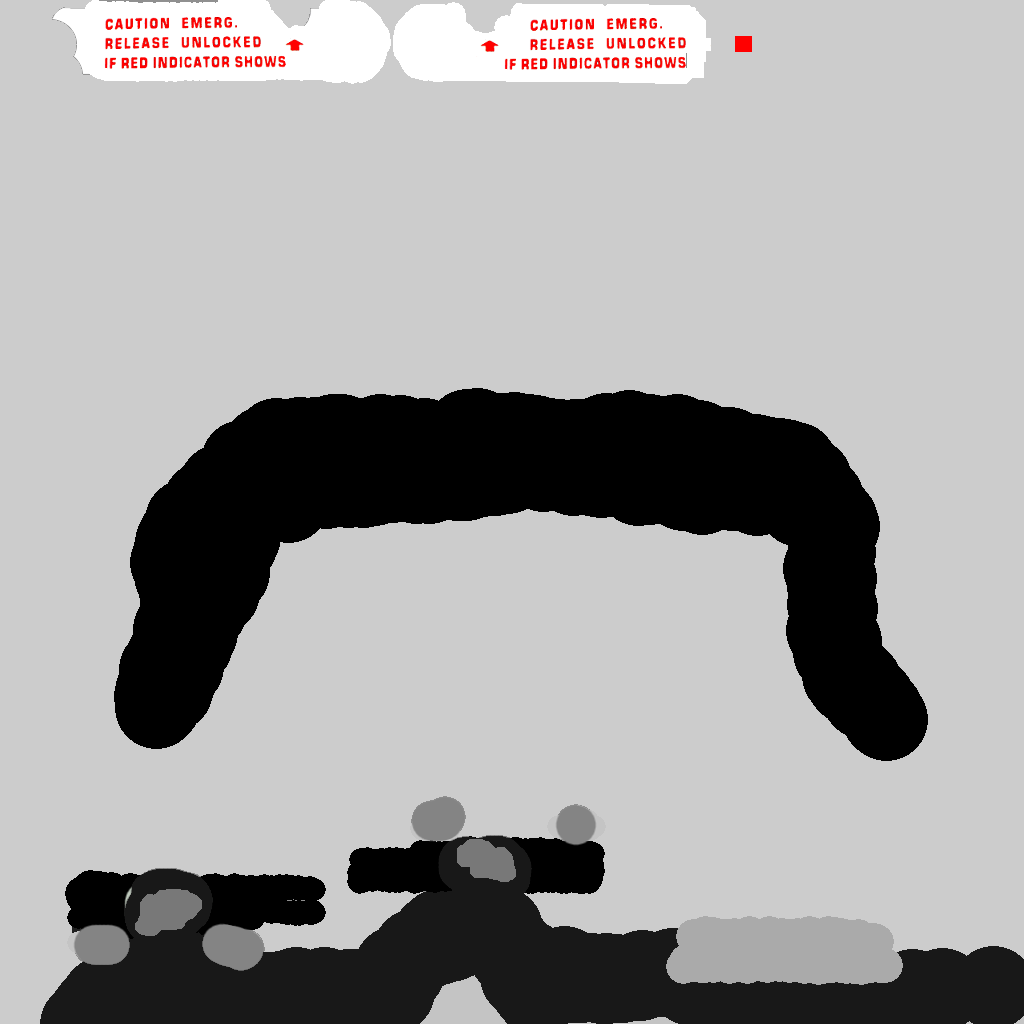 CAUTION EMERG.
RELEASE UNLOCKED
IF RED INDICATOR SHOWS
CAUTION EMERG.
RELEASE UNLOCKED
IF RED INDICATOR SHOWS